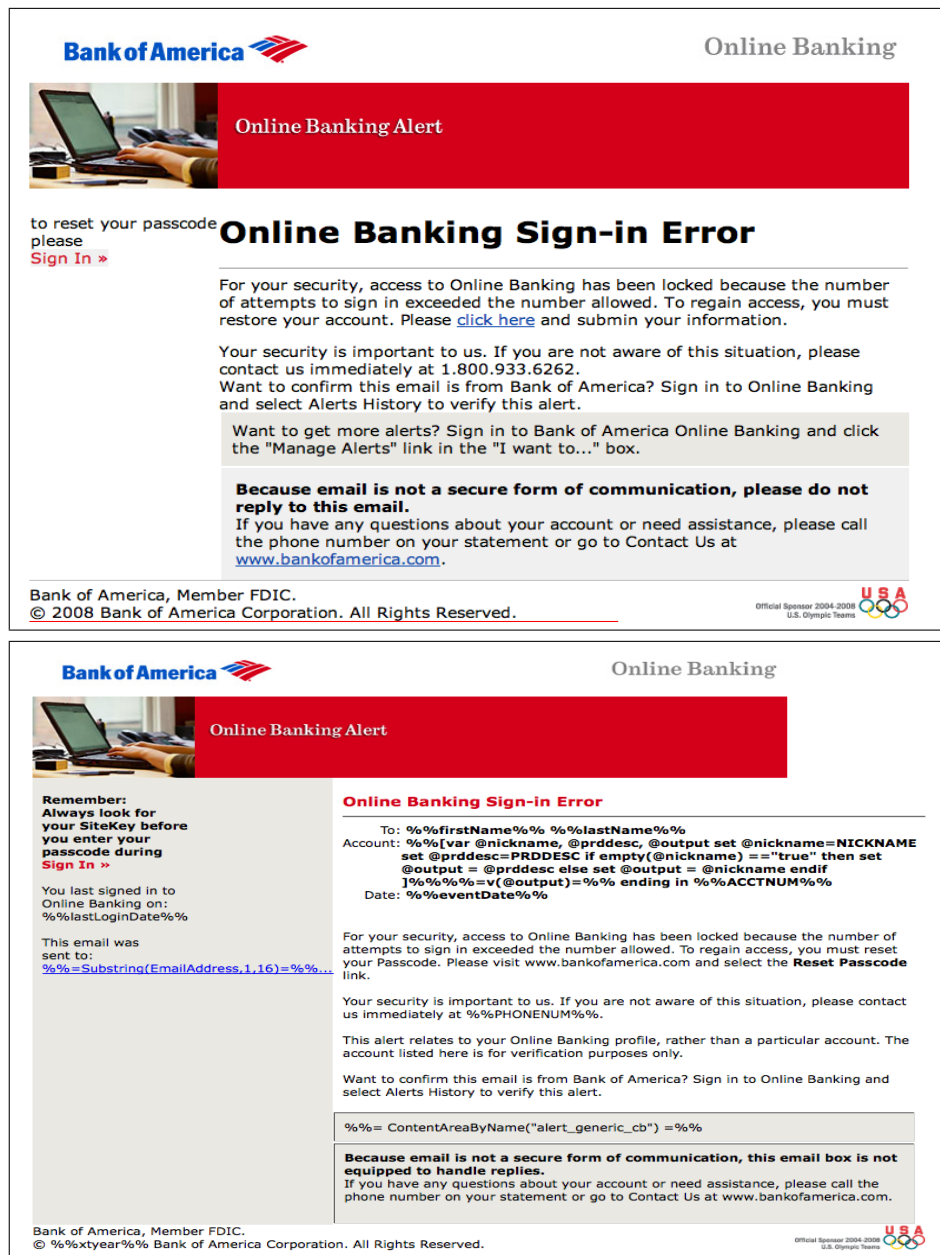 Bank of America
Online Banking
Online Banking Alert
to reset your passcode
please
Sign In »
Online Banking Sign-in Error
For your security, access to Online Banking has been locked because the number
of attempts to sign in exceeded the number allowed. To regain access, you must
restore your account. Please click here and submin your information.
Your security is important to us. If you are not aware of this situation, please
contact us immediately at 1.800.933.6262.
Want to confirm this email is from Bank of America? Sign in to Online Banking
and select Alerts History to verify this alert.
Want to get more alerts? Sign in to Bank of America Online Banking and click
the "Manage Alerts" link in the "I want to..." box.
Because email is not a secure form of communication, please do not
reply to this email.
If you have any questions about your account or need assistance, please call
the phone number on your statement or go to Contact Us at
www.bankofamerica.com.
Bank of America, Member FDIC.
© 2008 Bank of America Corporation. All Rights Reserved.
Official Sponsor 2004-2008
U.S. Olympic Teams
USA
Bank of America
Online Banking
Online Banking Alert
Remember:
Always look for
your SiteKey before
you enter your
passcode during
Sign In »
You last signed in to
Online Banking on:
%%lastLoginDate%%
This email was
sent to:
%%=Substring(EmailAddress,1,16)=%%...
Online Banking Sign-in Error
To: %%firstName%% %%lastName%%
Account: %%[var @nickname, @prddesc, @output set @nickname=NICKNAME
set @prddesc=PRDDESC if empty(@nickname) =="true" then set
@output = @prddesc else set @output = @nickname endif
]%%%%=v(@output)=%% ending in %%ACCTNUM%%
Date: %%eventDate%%
For your security, access to Online Banking has been locked because the number of
attempts to sign in exceeded the number allowed. To regain access, you must reset
your Passcode. Please visit www.bankofamerica.com and select the Reset Passcode
link.
Your security is important to us. If you are not aware of this situation, please contact
us immediately at %%PHONENUM%%.
This alert relates to your Online Banking profile, rather than a particular account. The
account listed here is for verification purposes only.
Want to confirm this email is from Bank of America? Sign in to Online Banking and
select Alerts History to verify this alert.
%%= ContentAreaByName("alert_generic_cb") =%%
Because email is not a secure form of communication, this email box is not
equipped to handle replies.
If you have any questions about your account or need assistance, please call the
phone number on your statement or go to Contact Us at www.bankofamerica.com.
Bank of America, Member FDIC.
© %%xtyear%% Bank of America Corporation. All Rights Reserved.
Official Sponsor 2004-2008
U.S. Olympic Teams
USA